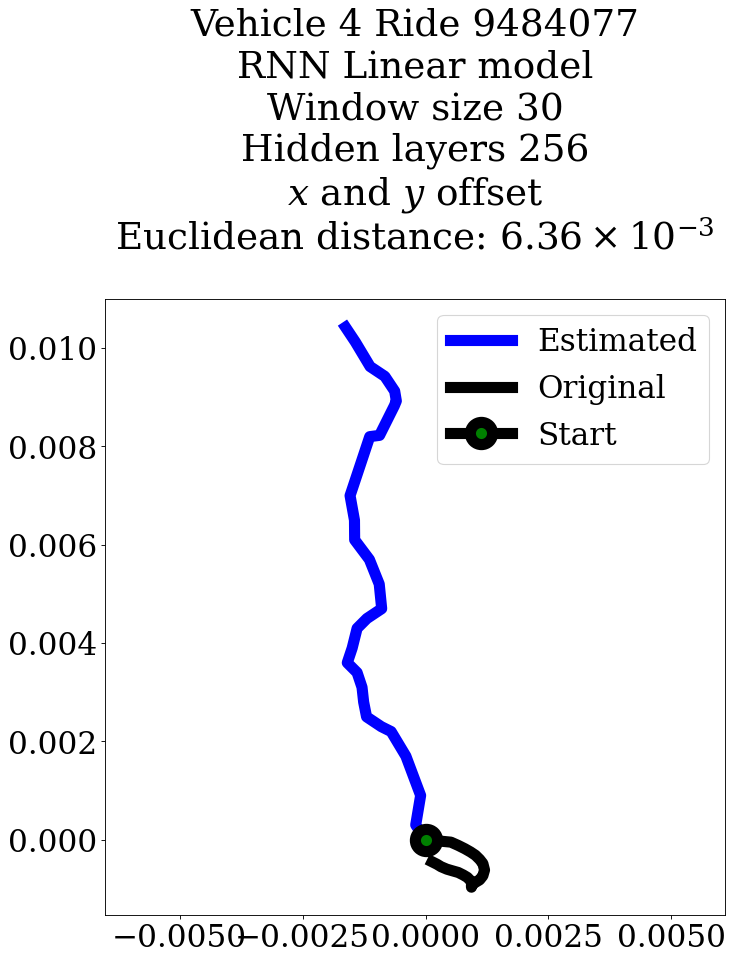 Vehicle 4 Ride 9484077
RNN Linear model
Window size 30
Hidden layers 256
x and y offset
Euclidean distance: 6.36 × 10⁻³
Estimated
Original
Start
0.010
0.008
0.006
0.004
0.002
0.000
−0.0050
−0.0025
0.0000
0.0025
0.0050